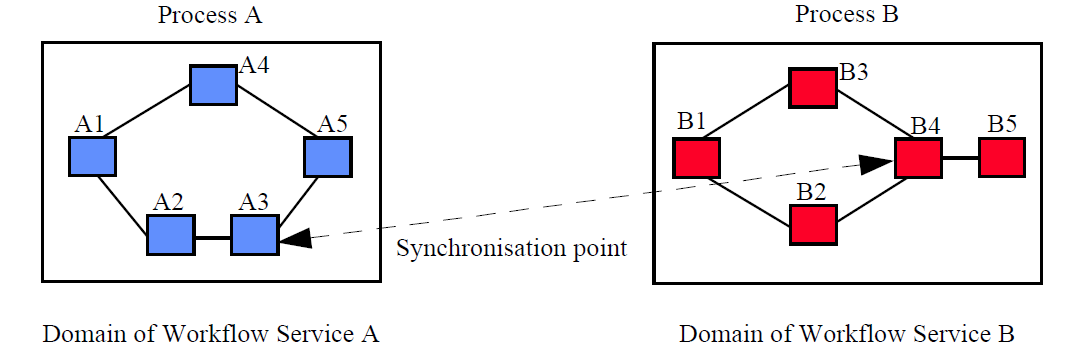 Process A
Process B
A4
B3
A1
A5
B1
B4
B5
A2
A3
B2
Synchronisation point
Domain of Workflow Service A
Domain of Workflow Service B